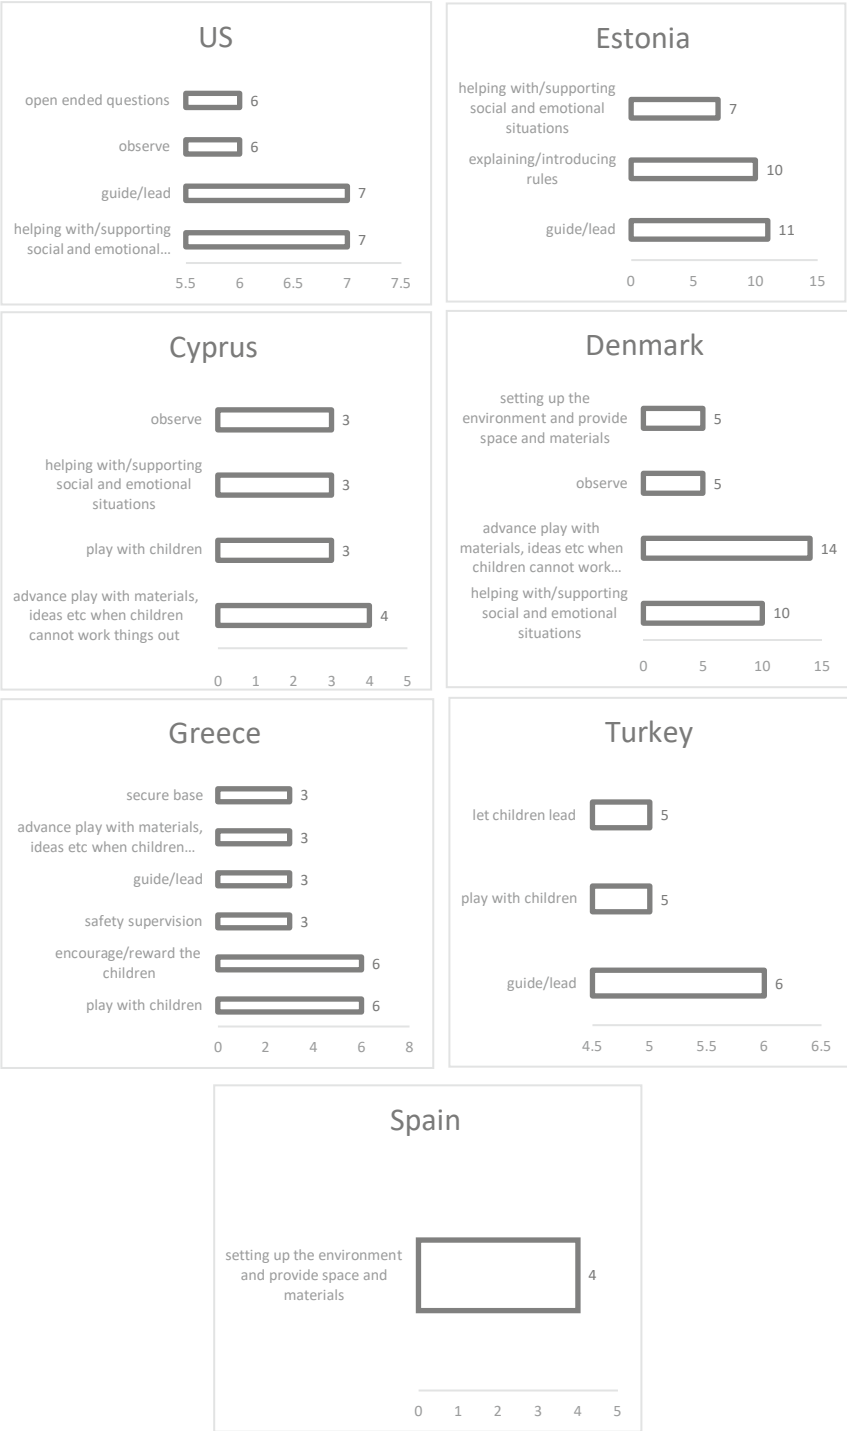 US
open ended questions
6
observe
6
guide/lead
7
helping with/supporting
social and emotional…
7
5.5 6 6.5 7 7.5
Estonia
helping with/supporting
social and emotional
situations
7
explaining/introducing
rules
10
guide/lead
11
0 5 10 15
Cyprus
observe
3
helping with/supporting
social and emotional
situations
3
play with children
3
advance play with materials,
ideas etc when children
cannot work things out
4
0 1 2 3 4 5
Denmark
setting up the
environment and provide
space and materials
5
observe
5
advance play with
materials, ideas etc when
children cannot work…
14
helping with/supporting
social and emotional
situations
10
0 5 10 15
Greece
secure base
3
advance play with materials,
ideas etc when children…
3
guide/lead
3
safety supervision
3
encourage/reward the
children
6
play with children
6
0 2 4 6 8
Turkey
let children lead
5
play with children
5
guide/lead
6
4.5 5 5.5 6 6.5
Spain
setting up the environment
and provide space and
materials
4
0 1 2 3 4 5